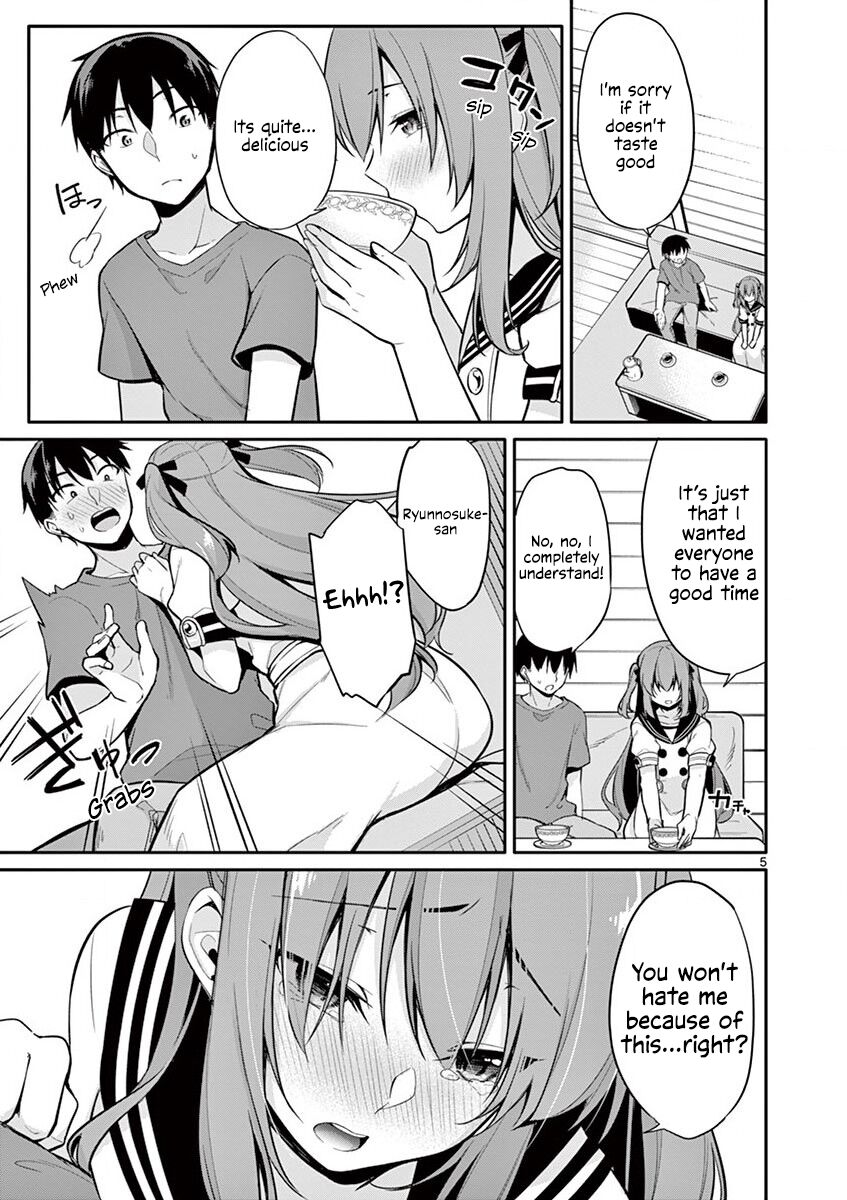 I'm sorry
if it
doesn't
taste
good
コクン
sip
sip
Its quite...
delicious
ほっ
Phew
It's just
that I
wanted
everyone
to have a
good time
No, no, I
completely
understand!
カチャ
5
Ryunnosuke-
san
Ehhh!?
ぎゅっ
Grabs
You won't
hate me
because of
this...right?